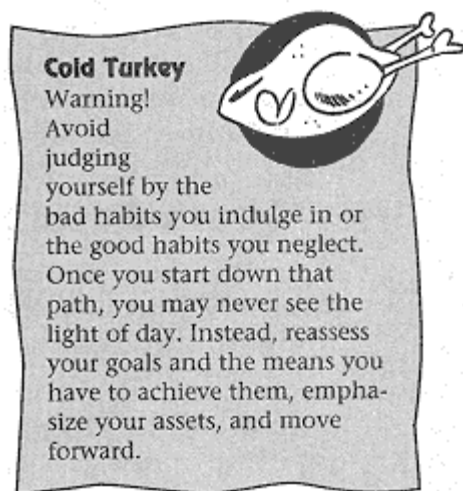 Cold Turkey
Warning!
Avoid
judging
yourself by the
bad habits you indulge in or
the good habits you neglect.
Once you start down that
path, you may never see the
light of day. Instead, reassess
your goals and the means you
have to achieve them, empha-
size your assets, and move
forward.